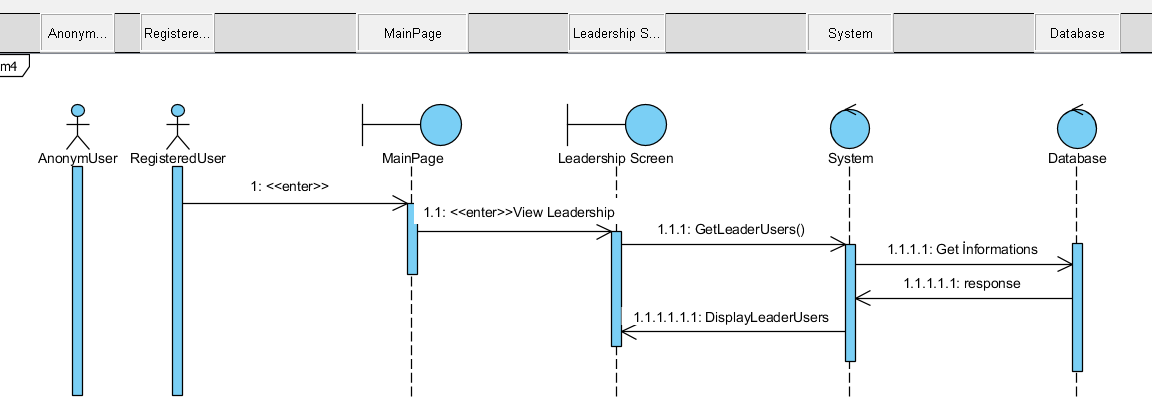 Anonym...
Registere...
MainPage
Leadership S...
System
Database
m4
AnonymUser
RegisteredUser
MainPage
Leadership Screen
System
Database
1: <<enter>>
1.1: <<enter>>View Leadership
1.1.1: GetLeaderUsers()
1.1.1.1: Get İnformations
1.1.1.1.1: response
1.1.1.1.1.1: DisplayLeaderUsers